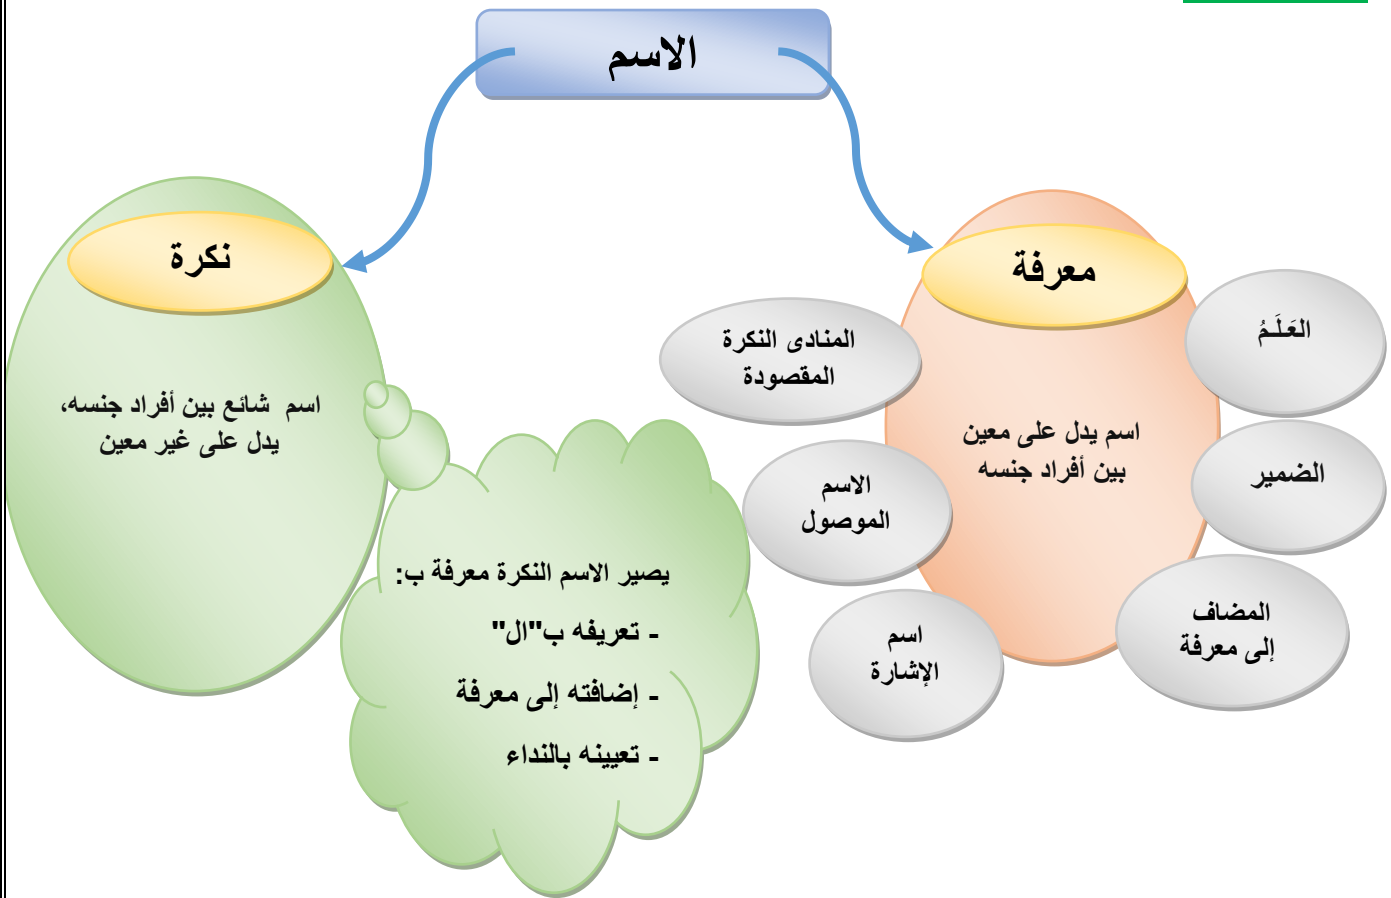 الاسم
معرفة
اسم يدل على معين
بين أفراد جنسه
العَلَمُ
الضمير
المضاف
إلى معرفة
المنادى النكرة
المقصودة
الاسم
الموصول
اسم
الإشارة
نكرة
اسم شائع بين أفراد جنسه،
يدل على غير معين
يصير الاسم النكرة معرفة ب:
- تعريفه ب"ال"
- إضافته إلى معرفة
- تعيينه بالنداء